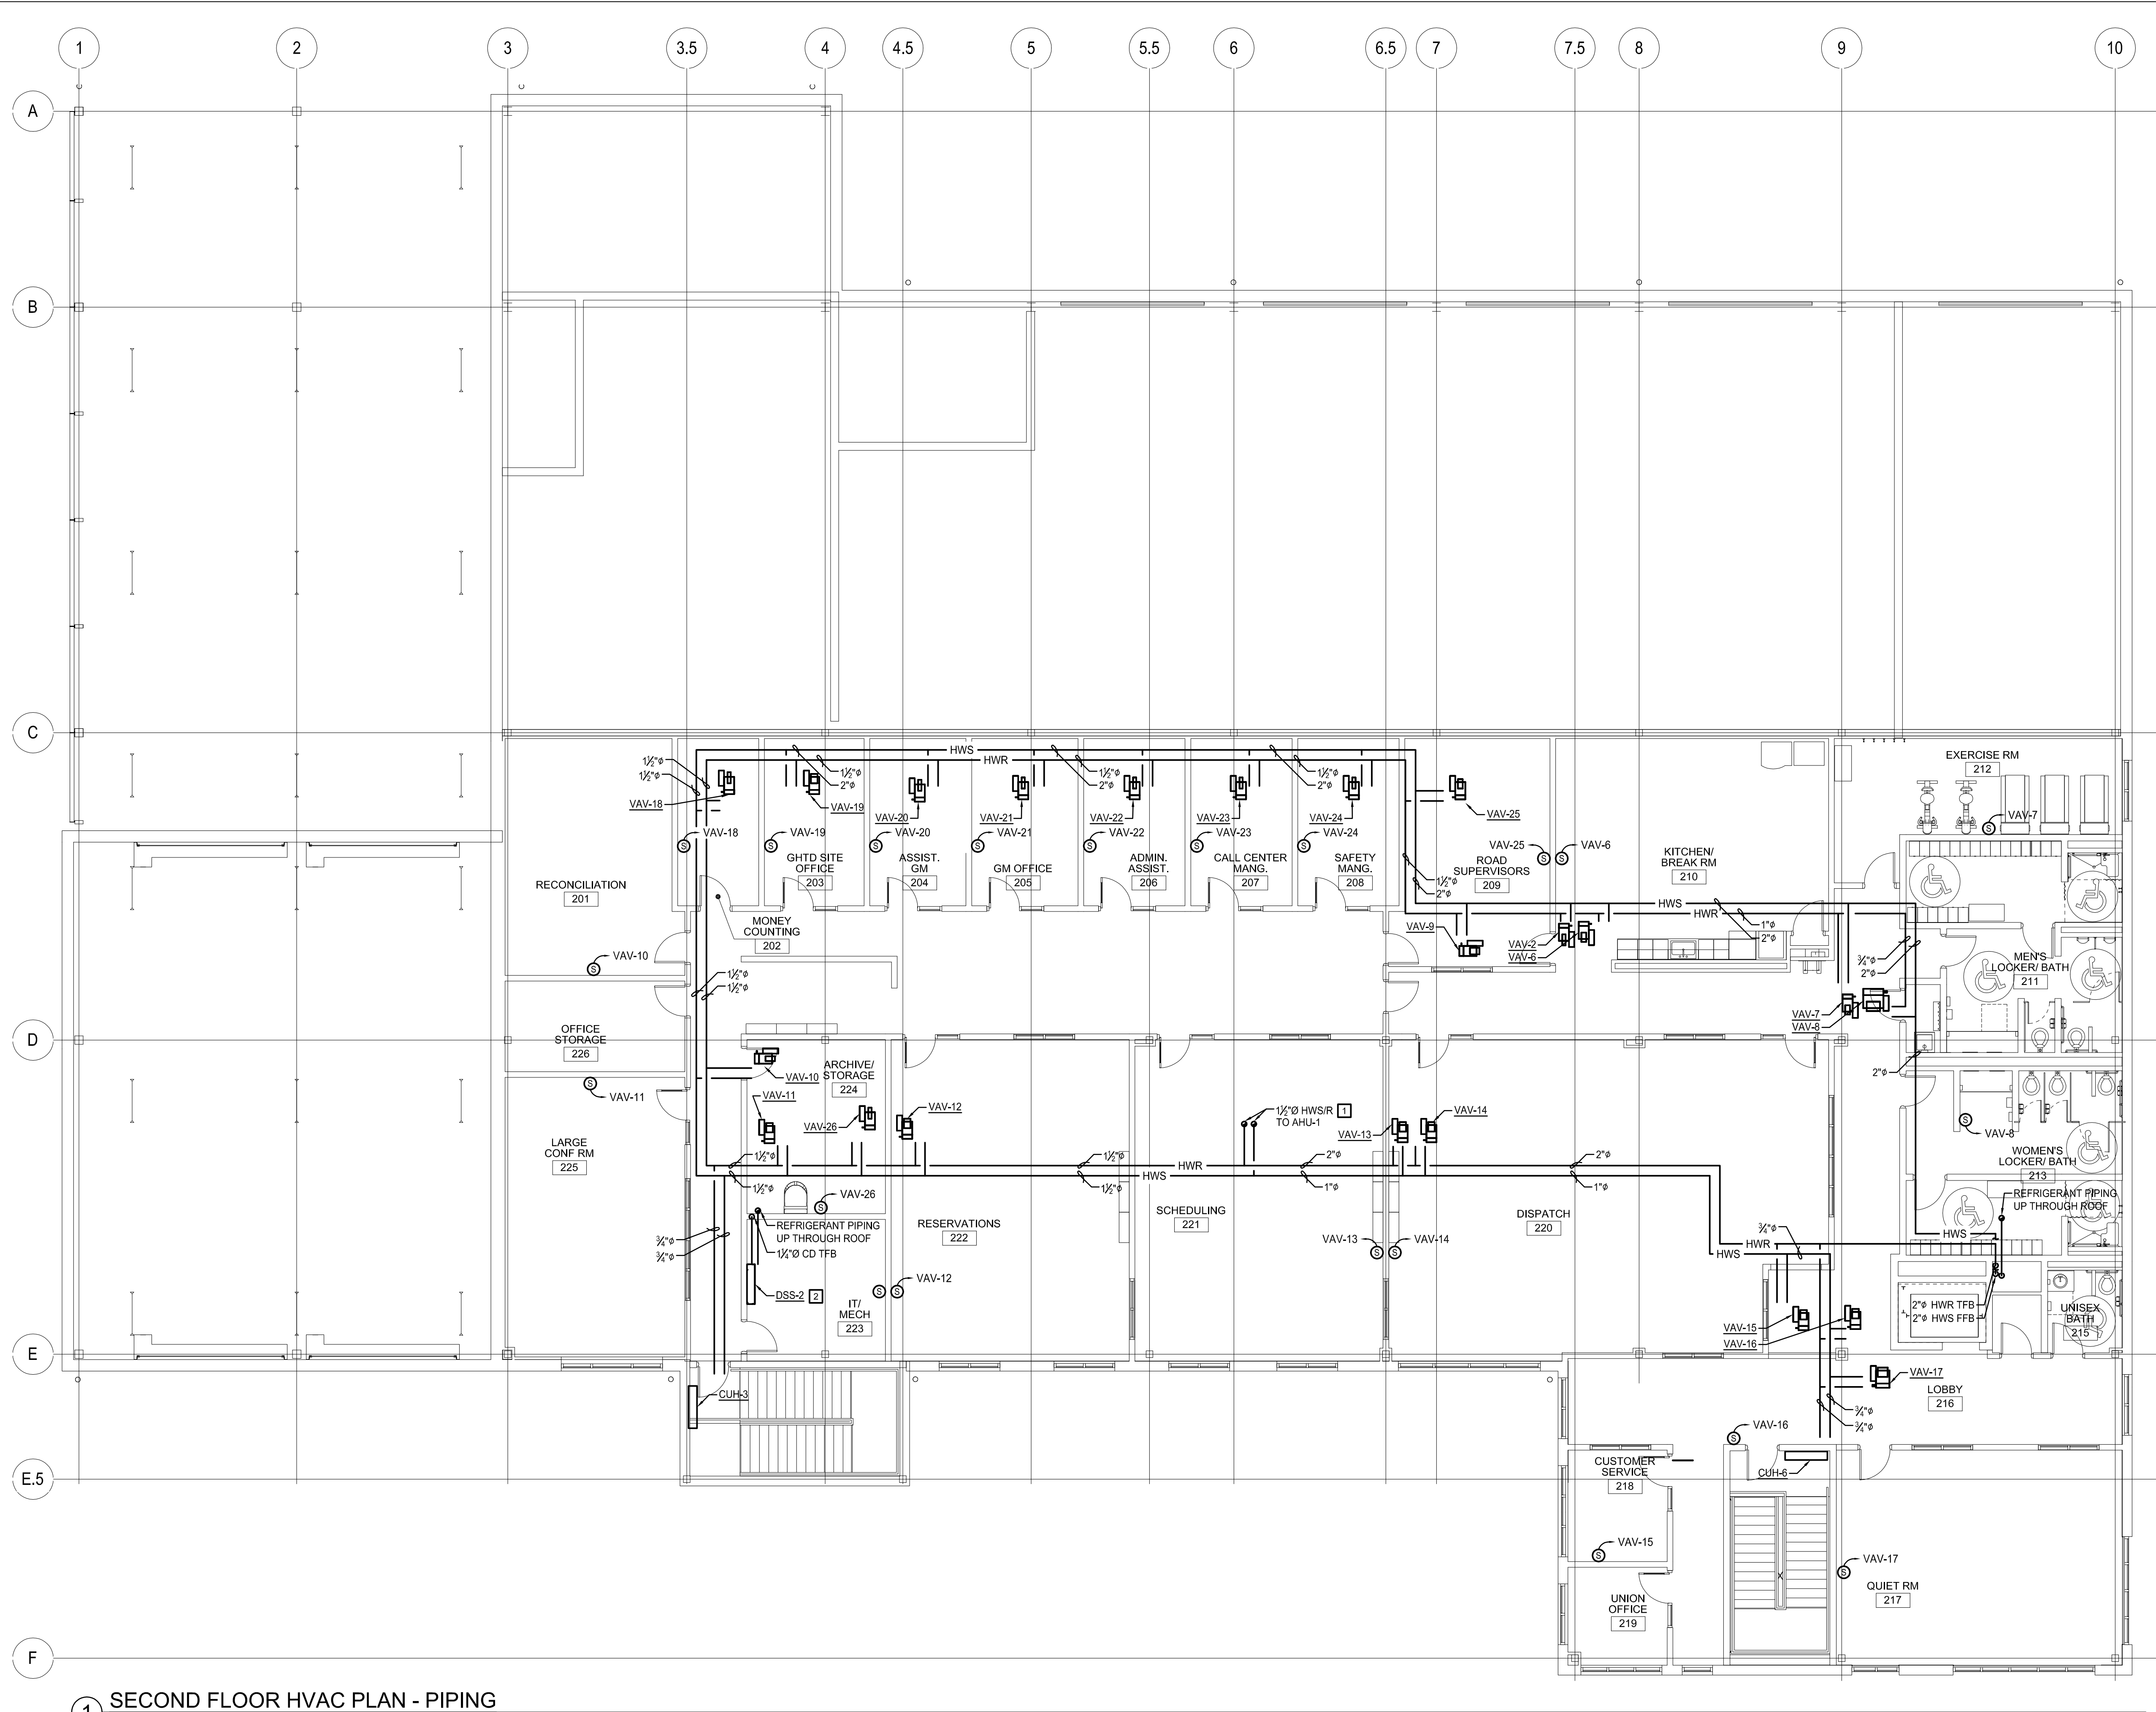 1
2
3
3.5
4
4.5
5
5.5
6
6.5
7
7.5
8
9
10
A
B
C
D
E
E.5
F
HWS
HWR
1½"ø
1½"ø
VAV-18
1½"ø
2"ø
VAV-19
VAV-20
VAV-21
1½"ø
2"ø
VAV-22
VAV-23
1½"ø
2"ø
VAV-24
VAV-25
S
VAV-18
S
VAV-19
S
VAV-20
S
VAV-21
S
VAV-22
S
VAV-23
S
VAV-24
VAV-25
S
S
VAV-6
EXERCISE RM
212
S
VAV-7
RECONCILIATION
201
GHTD SITE
OFFICE
203
ASSIST.
GM
204
GM OFFICE
205
ADMIN.
ASSIST.
206
CALL CENTER
MANG.
207
SAFETY
MANG.
208
1½"ø
2"ø
ROAD
SUPERVISORS
209
KITCHEN/
BREAK RM
210
MONEY
COUNTING
202
HWS
HWR
1"ø
2"ø
VAV-9
VAV-2
VAV-6
S
VAV-10
1½"ø
1½"ø
¾"ø
2"ø
MEN'S
LOCKER/ BATH
211
VAV-7
VAV-8
2"ø
OFFICE
STORAGE
226
S
VAV-11
VAV-10
ARCHIVE/
STORAGE
224
VAV-11
VAV-26
VAV-12
1½"Ø HWS/R 1
TO AHU-1
VAV-13
VAV-14
S
VAV-8
WOMEN'S
LOCKER/ BATH
213
LARGE
CONF RM
225
1½"ø
1½"ø
1½"ø
1½"ø
HWR
HWS
2"ø
1"ø
2"ø
1"ø
S
VAV-26
REFRIGERANT PIPING
UP THROUGH ROOF
1¼"Ø CD TFB
¾"ø
¾"ø
RESERVATIONS
222
SCHEDULING
221
DISPATCH
220
VAV-13
S
S
VAV-14
REFRIGERANT PIPING
UP THROUGH ROOF
HWS
HWR
HWS
¾"ø
DSS-2 2
S
S
VAV-12
IT/
MECH
223
VAV-15
VAV-16
2"ø HWR TFB
2"ø HWS FFB
UNISEX
BATH
215
CUH-3
VAV-17
LOBBY
216
¾"ø
¾"ø
S
VAV-16
CUH-6
CUSTOMER
SERVICE
218
S
VAV-15
UNION
OFFICE
219
X
S
VAV-17
QUIET RM
217
1
SECOND FLOOR HVAC PLAN - PIPING